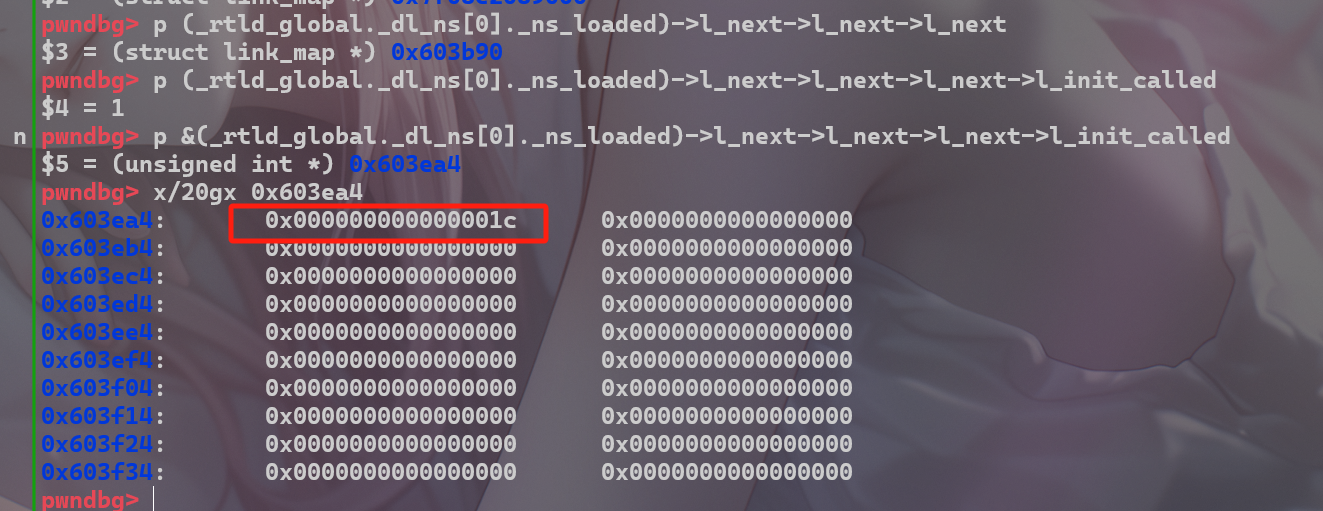 pwndbg> p (_rtld_global._dl_ns[0]._ns_loaded)->l_next->l_next->l_next
$3 = (struct link_map *) 0x603b90
pwndbg> p (_rtld_global._dl_ns[0]._ns_loaded)->l_next->l_next->l_next->l_init_called
$4 = 1
n pwndbg> p &(_rtld_global._dl_ns[0]._ns_loaded)->l_next->l_next->l_next->l_init_called
$5 = (unsigned int *) 0x603ea4
pwndbg> x/20gx 0x603ea4
0x603ea4: 0x000000000000001c 0x0000000000000000
0x603eb4: 0x0000000000000000 0x0000000000000000
0x603ec4: 0x0000000000000000 0x0000000000000000
0x603ed4: 0x0000000000000000 0x0000000000000000
0x603ee4: 0x0000000000000000 0x0000000000000000
0x603ef4: 0x0000000000000000 0x0000000000000000
0x603f04: 0x0000000000000000 0x0000000000000000
0x603f14: 0x0000000000000000 0x0000000000000000
0x603f24: 0x0000000000000000 0x0000000000000000
0x603f34: 0x0000000000000000 0x0000000000000000
pwndbg>